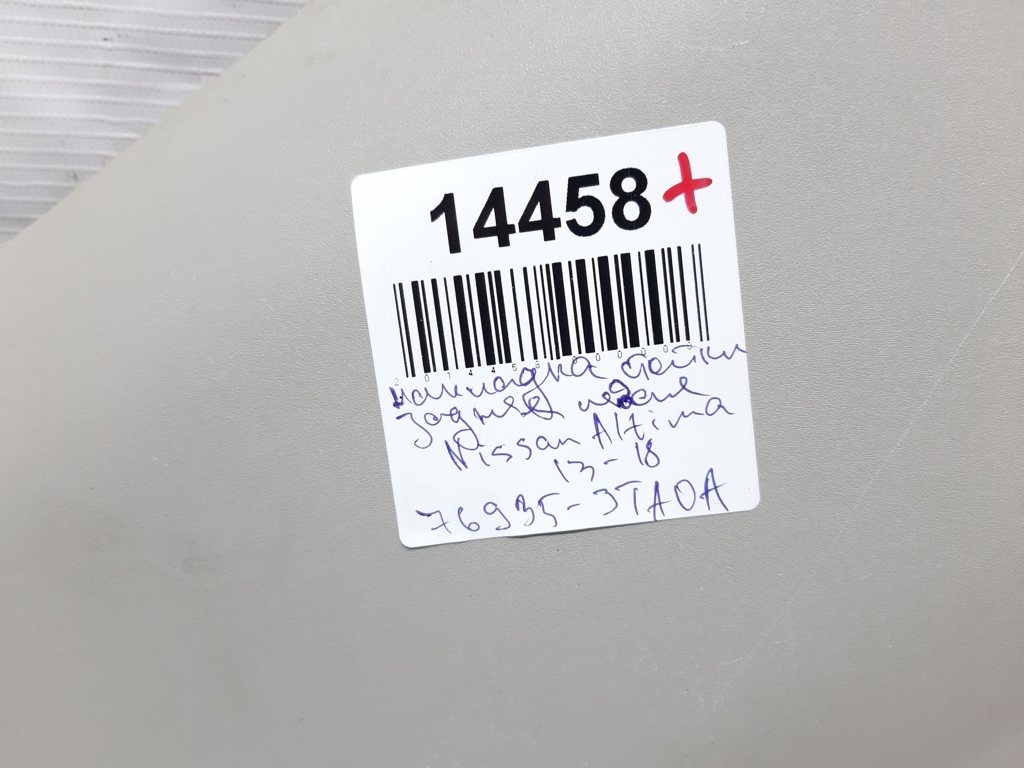 14458+
накладка стойки
задняя левая
Nissan Altima
13-18
76935-3TA0A